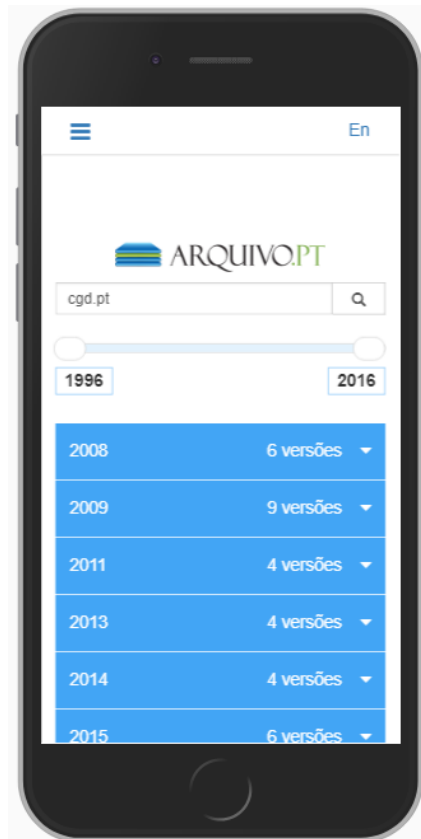 En
ARQUIVO.PT
cgd.pt
1996 2016
2008 6 versões
2009 9 versões
2011 4 versões
2013 4 versões
2014 4 versões
2015 6 versões